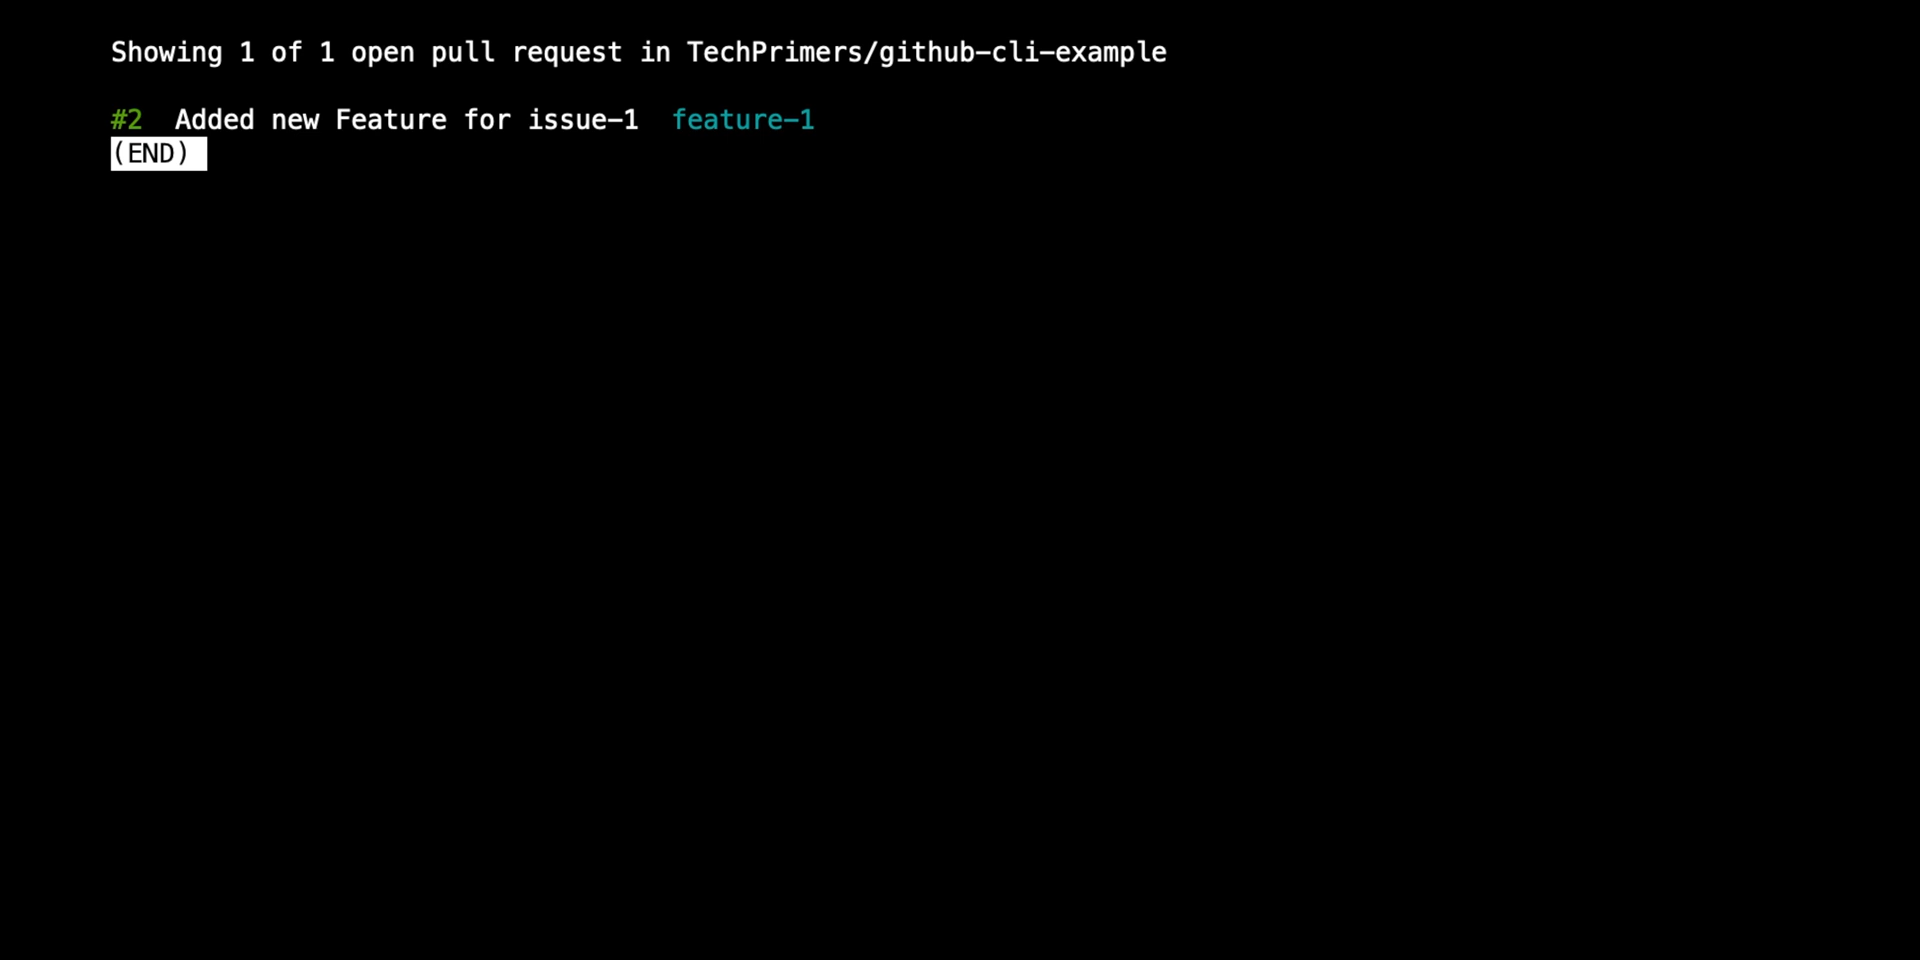 Showing 1 of 1 open pull request in TechPrimers/github-cli-example
#2  Added new Feature for issue-1  feature-1
(END)